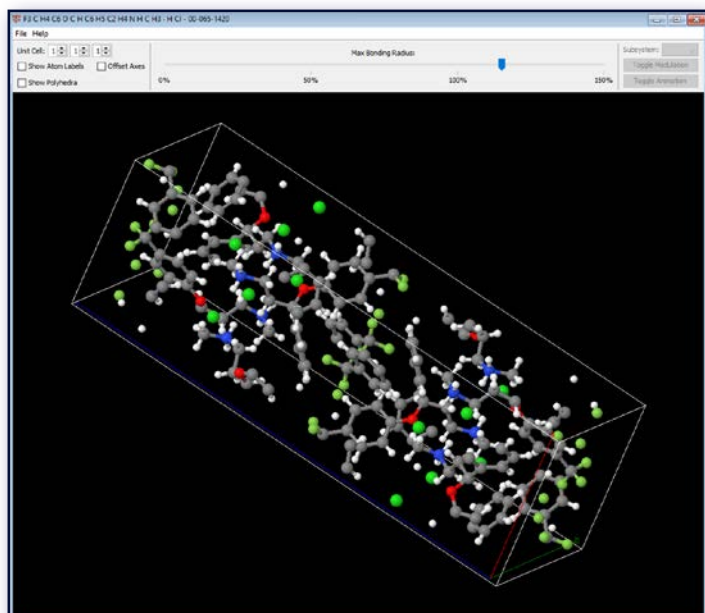 F3 C H4 C6 O C H C6 H5 C2 H4 N H C H3 · H Cl - 00-065-1420
File Help
Unit Cell: 1 1 1
Show Atom Labels
Offset Axes
Show Polyhedra
Max Bonding Radius
0% 50% 100% 150%
Subsystem:
Toggle Modulation
Toggle Animation